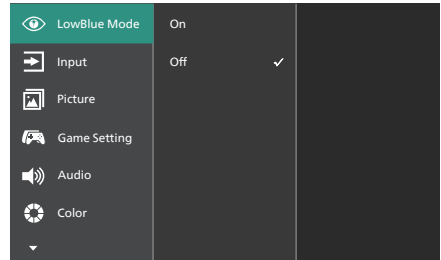 LowBlue Mode
On
Input
Off
Picture
Game Setting
Audio
Color